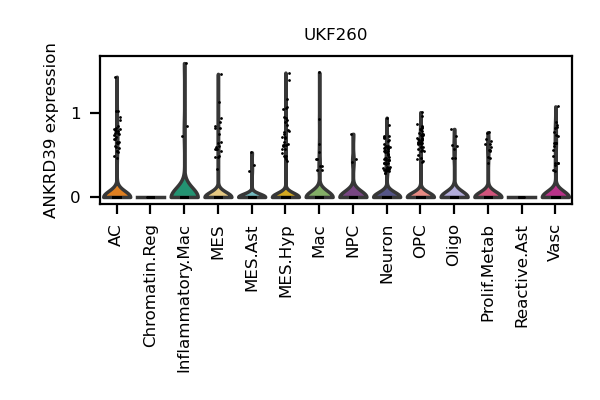 UKF260
ANKRD39 expression
1
0
AC
Chromatin.Reg
Inflammatory.Mac
MES
MES.Ast
MES.Hyp
Mac
NPC
Neuron
OPC
Oligo
Prolif.Metab
Reactive.Ast
Vasc